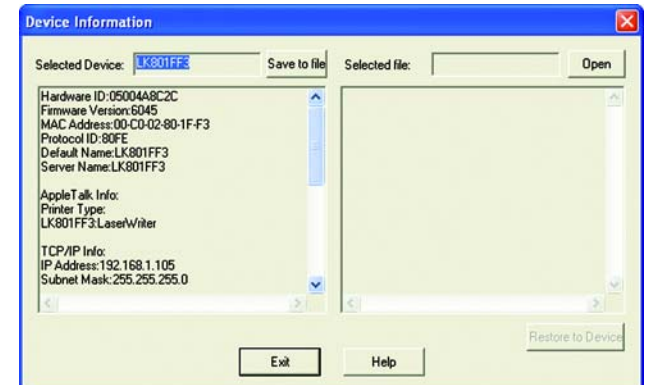 Device Information
Selected Device: LK801FF3 Save to file Selected file: Open
Hardware ID:05004A8C2C
Firmware Version:6045
MAC Address:00-C0-02-80-1F-F3
Protocol ID:80FE
Default Name:LK801FF3
Server Name:LK801FF3
AppleTalk Info:
Printer Type:
LK801FF3:LaserWriter
TCP/IP Info:
IP Address:192.168.1.105
Subnet Mask:255.255.255.0
Restore to Device
Exit Help